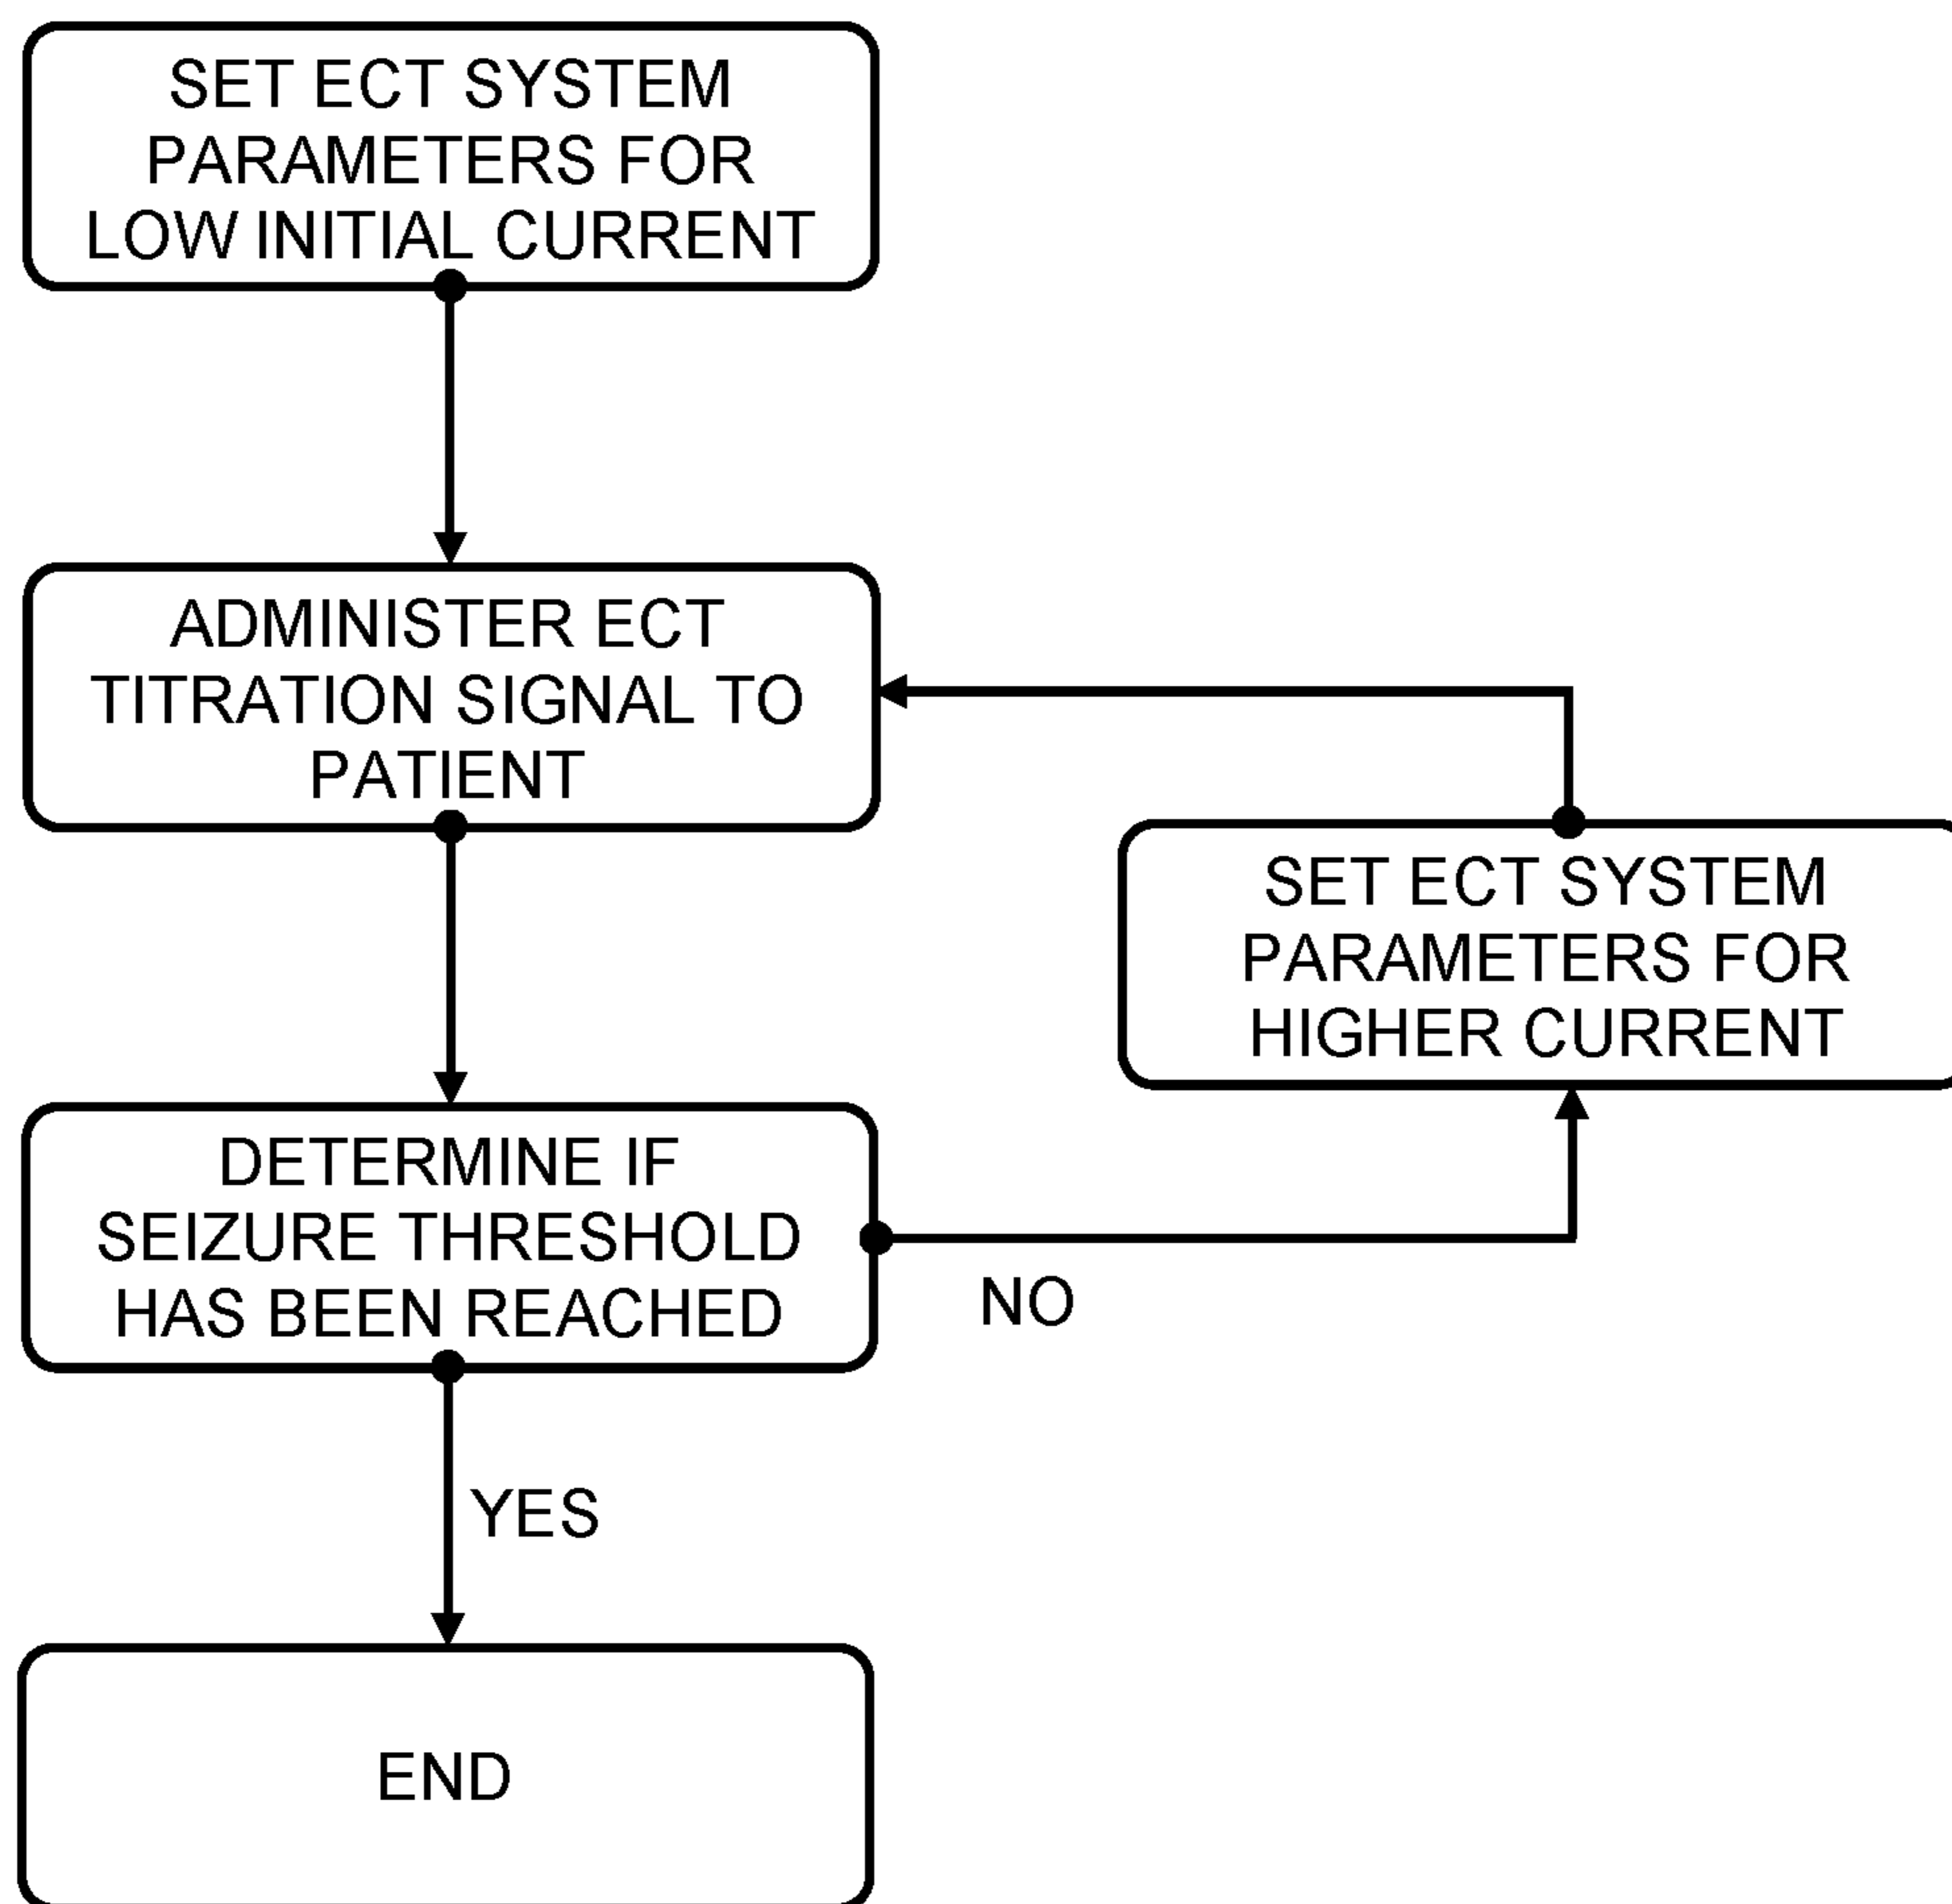 SET ECT SYSTEM
PARAMETERS FOR
LOW INITIAL CURRENT
ADMINISTER ECT
TITRATION SIGNAL TO
PATIENT
SET ECT SYSTEM
PARAMETERS FOR
HIGHER CURRENT
DETERMINE IF
SEIZURE THRESHOLD
HAS BEEN REACHED
NO
YES
END